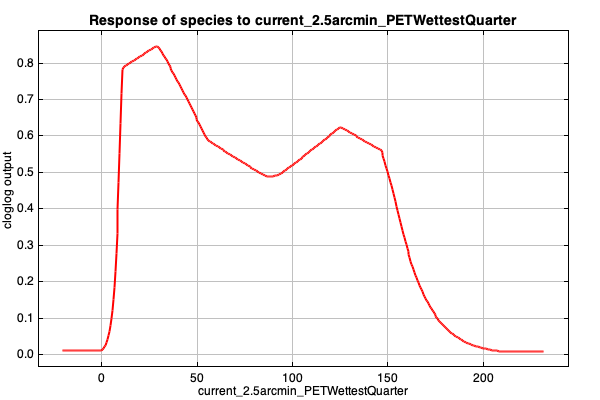 Response of species to current_2.5arcmin_PETWettestQuarter
cloglog output
0.8
0.7
0.6
0.5
0.4
0.3
0.2
0.1
0.0
0 50 100 150 200
current_2.5arcmin_PETWettestQuarter